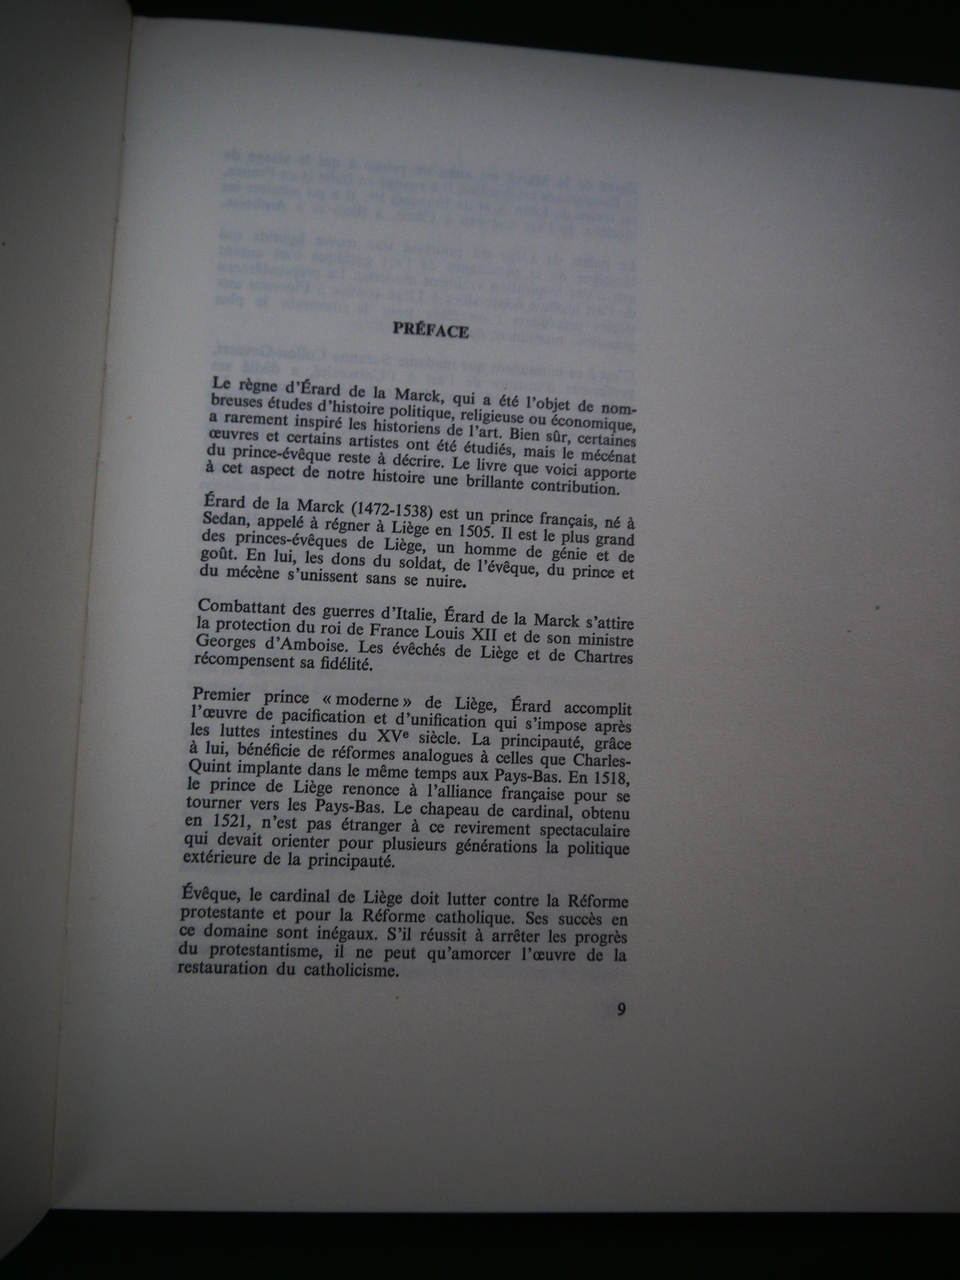 PRÉFACE
Le règne d'Érard de la Marck, qui a été l'objet de nom-
breuses études d'histoire politique, religieuse ou économique,
a rarement inspiré les historiens de l'art. Bien sûr, certaines
œuvres et certains artistes ont été étudiés, mais le mécénat
du prince-évêque reste à décrire. Le livre que voici apporte
à cet aspect de notre histoire une brillante contribution.
Érard de la Marck (1472-1538) est un prince français, né à
Sedan, appelé à régner à Liège en 1505. Il est le plus grand
des princes-évêques de Liège, un homme de génie et de
goût. En lui, les dons du soldat, de l'évêque, du prince et
du mécène s'unissent sans se nuire.
Combattant des guerres d'Italie, Érard de la Marck s'attire
la protection du roi de France Louis XII et de son ministre
Georges d'Amboise. Les évêchés de Liège et de Chartres
récompensent sa fidélité.
Premier prince « moderne » de Liège, Érard accomplit
l'œuvre de pacification et d'unification qui s'impose après
les luttes intestines du XVe siècle. La principauté, grâce
à lui, bénéficie de réformes analogues à celles que Charles-
Quint implante dans le même temps aux Pays-Bas. En 1518,
le prince de Liège renonce à l'alliance française pour se
tourner vers les Pays-Bas. Le chapeau de cardinal, obtenu
en 1521, n'est pas étranger à ce revirement spectaculaire
qui devait orienter pour plusieurs générations la politique
extérieure de la principauté.
Évêque, le cardinal de Liège doit lutter contre la Réforme
protestante et pour la Réforme catholique. Ses succès en
ce domaine sont inégaux. S'il réussit à arrêter les progrès
du protestantisme, il ne peut qu'amorcer l'œuvre de la
restauration du catholicisme.
9